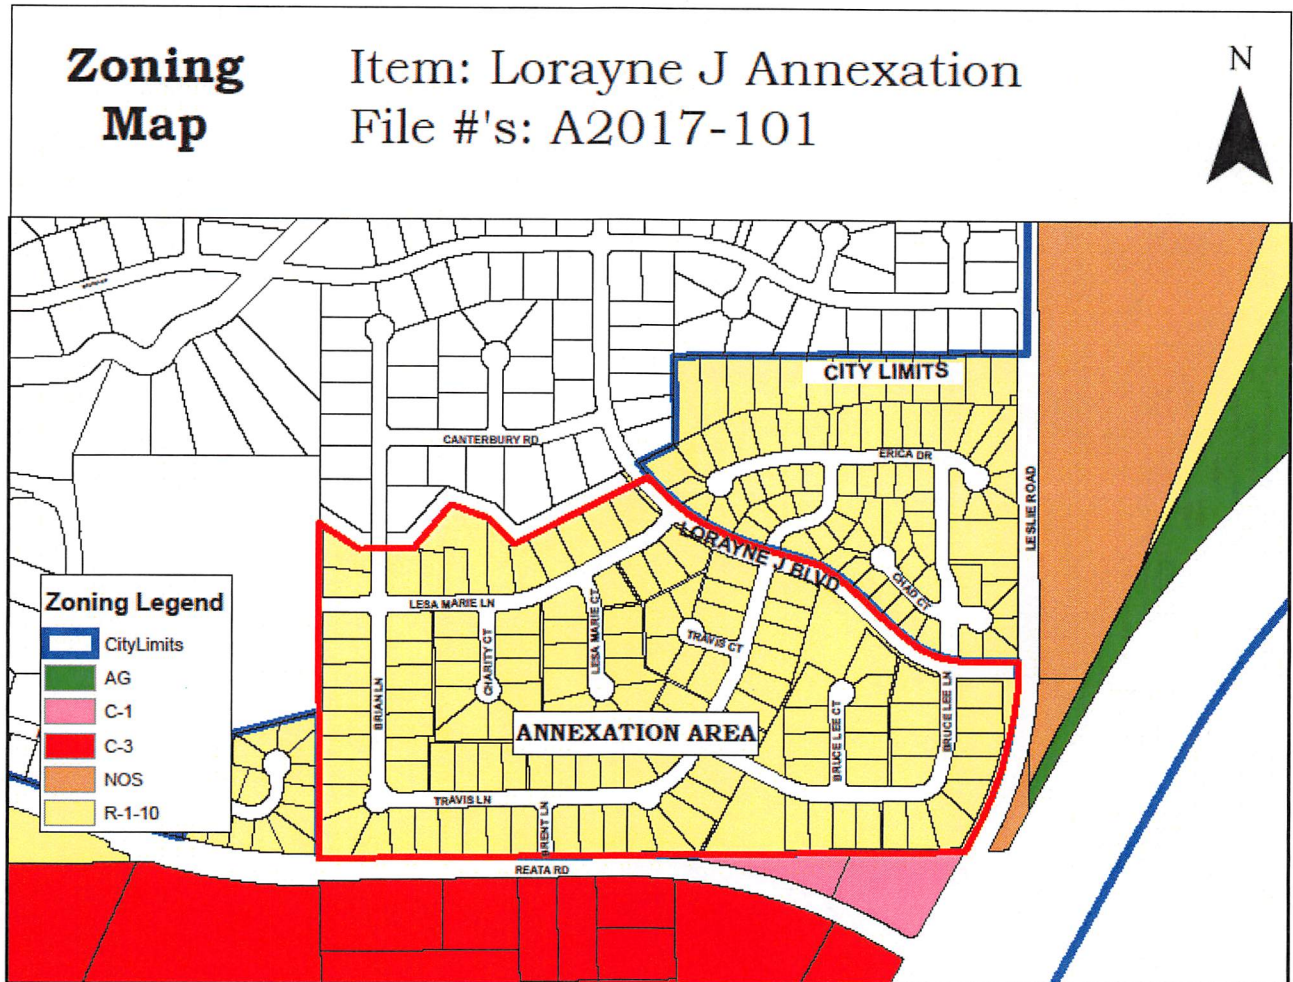 Zoning
Map
Item: Lorayne J Annexation
File #'s: A2017-101
N
CITY LIMITS
CANTERBURY RD
ERICA DR
LESLIE ROAD
LORAYNE J BLVD
CHAD CT
LESA MARIE LN
CHARITY CT
LESA MARIE CT
TRAVIS CT
BRIAN LN
ANNEXATION AREA
BRUCE LEE CT
BRUCE LEE LN
TRAVIS LN
BRENT LN
REATA RD
Zoning Legend
CityLimits
AG
C-1
C-3
NOS
R-1-10